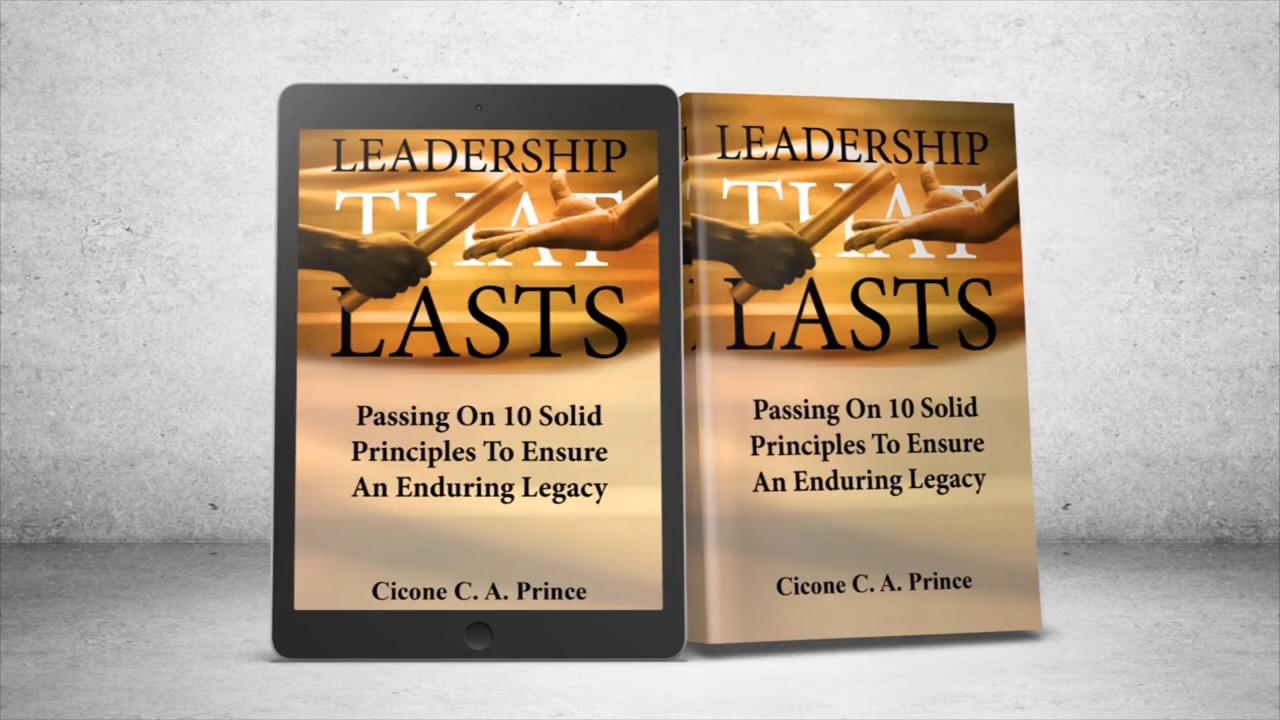 LEADERSHIP
THAT
LASTS
Passing On 10 Solid
Principles To Ensure
An Enduring Legacy
Cicone C. A. Prince
LEADERSHIP
THAT
LASTS
Passing On 10 Solid
Principles To Ensure
An Enduring Legacy
Cicone C. A. Prince